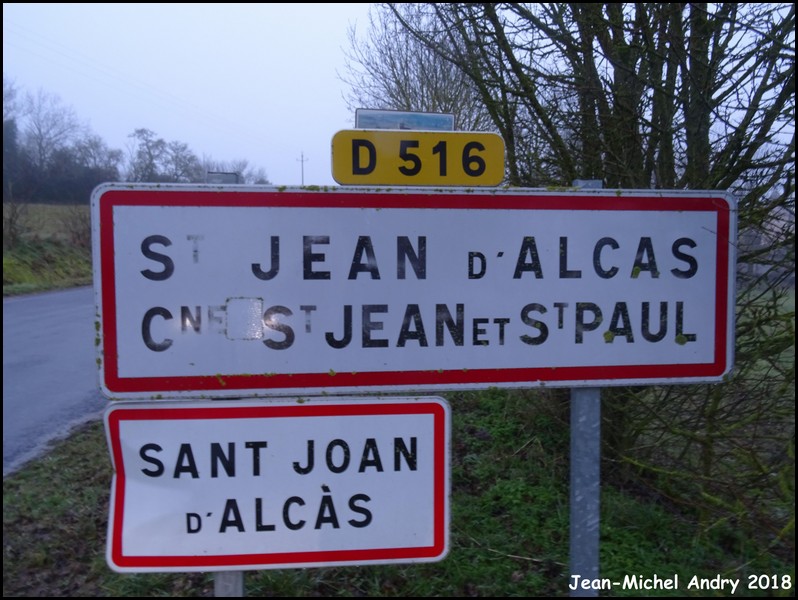 D 516
ST JEAN D'ALCAS
CNE ST JEAN ET ST PAUL
SANT JOAN
D'ALCÀS
Jean-Michel Andry 2018